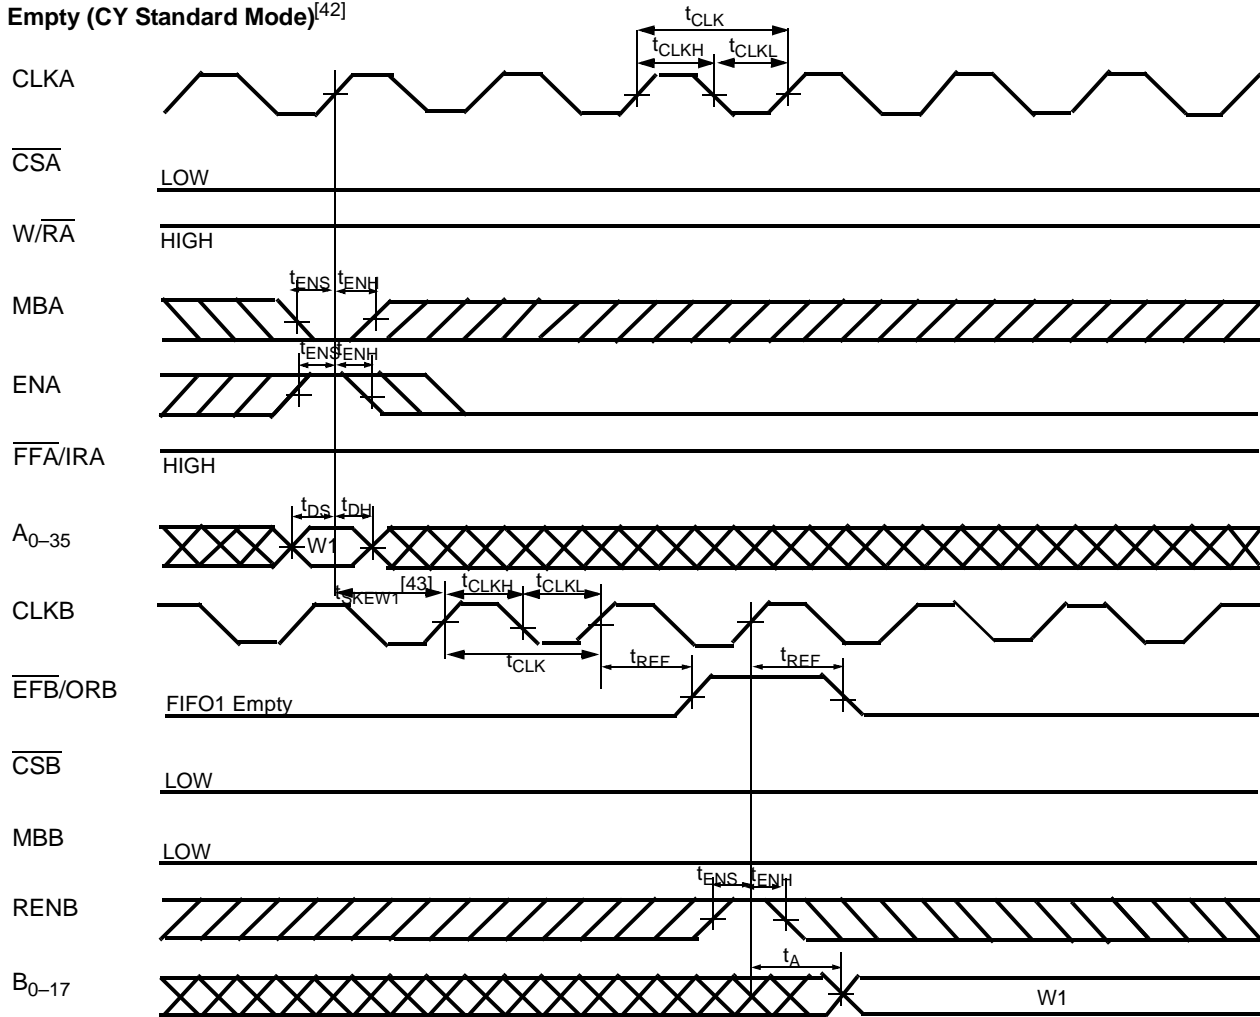 Empty (CY Standard Mode)[42]
tCLK
tCLKH tCLKL
CLKA
CSA
LOW
W/RA
HIGH
tENS tENH
MBA
tENS tENH
ENA
FFA/IRA
HIGH
tDS tDH
A0–35
W1
tSKEW1 [43] tCLKH tCLKL
CLKB
tCLK
tREF tREF
EFB/ORB
FIFO1 Empty
CSB
LOW
MBB
LOW
tENS tENH
RENB
tA
B0–17
W1